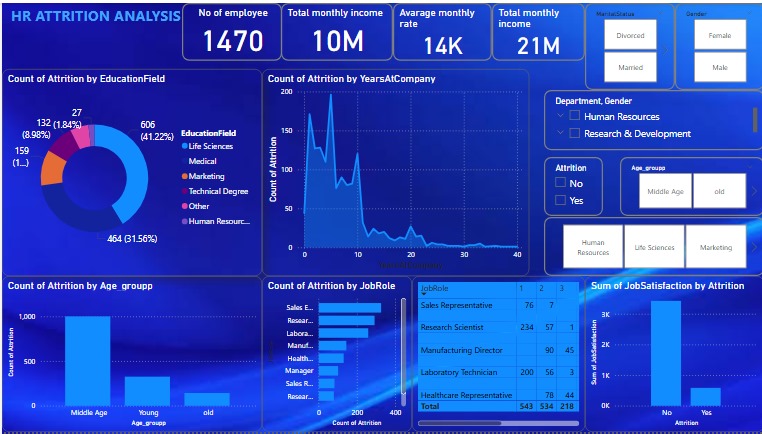 HR ATTRITION ANALYSIS
No of employee
1470
Total monthly income
10M
Avarage monthly
rate
14K
Total monthly
income
21M
MaritalStatus
Divorced
Married
Gender
Female
Male
Count of Attrition by EducationField
27
(1.84%)
132
(8.98%)
159
(1...)
606
(41.22%)
464 (31.56%)
EducationField
Life Sciences
Medical
Marketing
Technical Degree
Other
Human Resourc...
Count of Attrition by YearsAtCompany
Count of Attrition
200
150
100
50
0
0
10
20
30
40
Department, Gender
Human Resources
Research & Development
Attrition
No
Yes
Age_groupp
Middle Age
old
Human
Resources
Life Sciences
Marketing
Count of Attrition by Age_groupp
Count of Attrition
1,000
500
0
Middle Age
Young
old
Age_groupp
Count of Attrition by JobRole
Sales E...
Resear...
Labora...
Manuf...
Health...
Manager
Sales R...
Resear...
0
200
400
Count of Attrition
JobRole 1 2 3
Sales Representative 76 7
Research Scientist 234 57 1
Manufacturing Director 90 45
Laboratory Technician 200 56 3
Healthcare Representative 78 44
Total 543 534 218
Sum of JobSatisfaction by Attrition
Sum of JobSatisfaction
3K
2K
1K
0K
No
Yes
Attrition